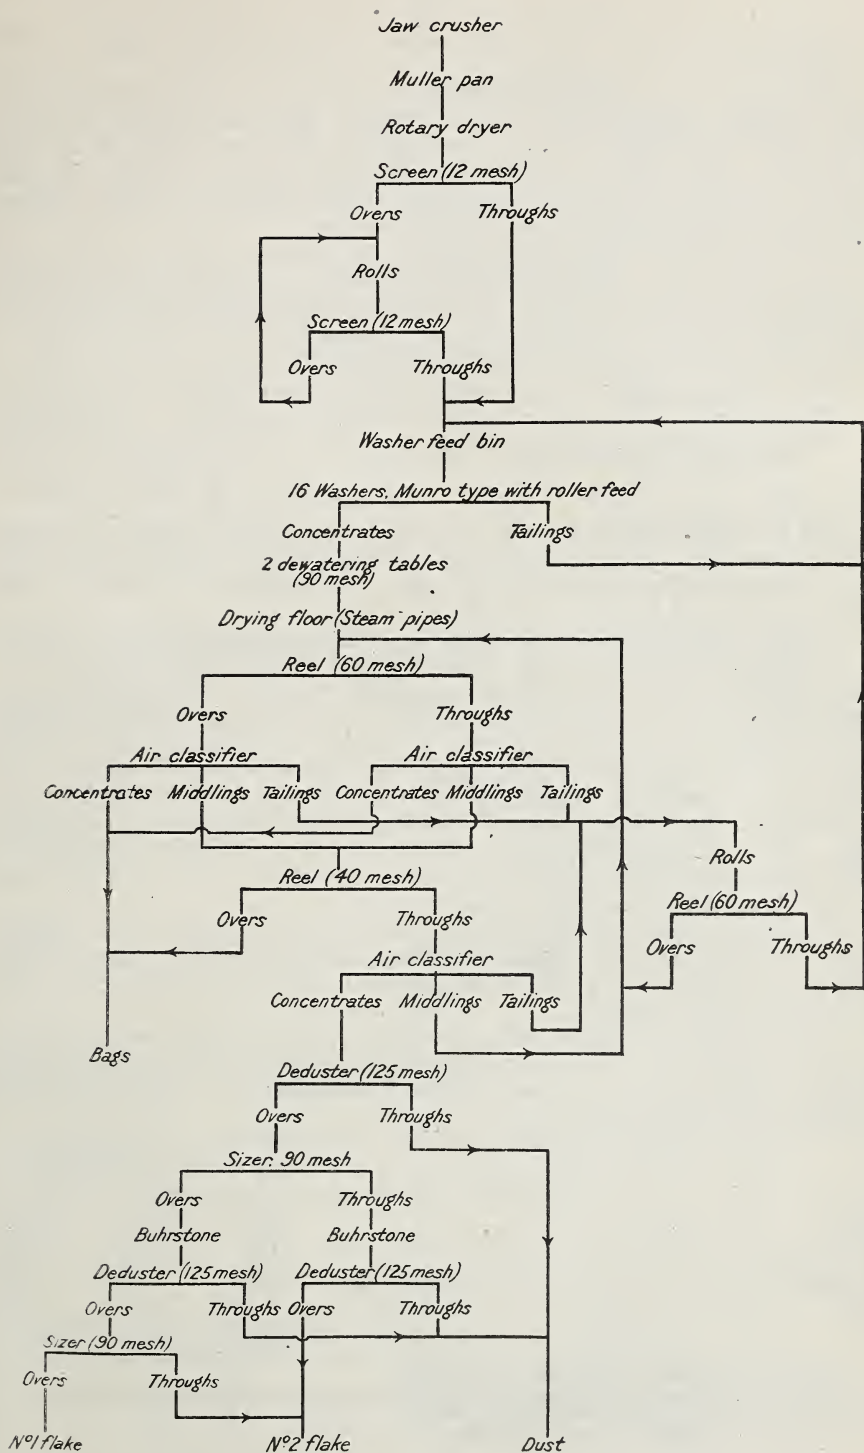 Jaw crusher
Muller pan
Rotary dryer
Screen (12 mesh)
Overs Throughs
Rolls
Screen (12 mesh)
Overs Throughs
Washer feed bin
16 Washers, Munro type with roller feed
Concentrates Tailings
2 dewatering tables
(90 mesh)
Drying floor (Steam pipes)
Reel (60 mesh)
Overs Throughs
Air classifier Air classifier
Concentrates Middlings Tailings Concentrates Middlings Tailings
Rolls
Reel (40 mesh)
Reel (60 mesh)
Overs Throughs
Overs Throughs
Air classifier
Concentrates Middlings Tailings
Bags
Deduster (125 mesh)
Overs Throughs
Sizer. 90 mesh
Overs Throughs
Buhrstone Buhrstone
Deduster (125 mesh) Deduster (125 mesh)
Overs Throughs Overs Throughs
Sizer (90 mesh)
Overs Throughs
Nº1 flake Nº2 flake Dust